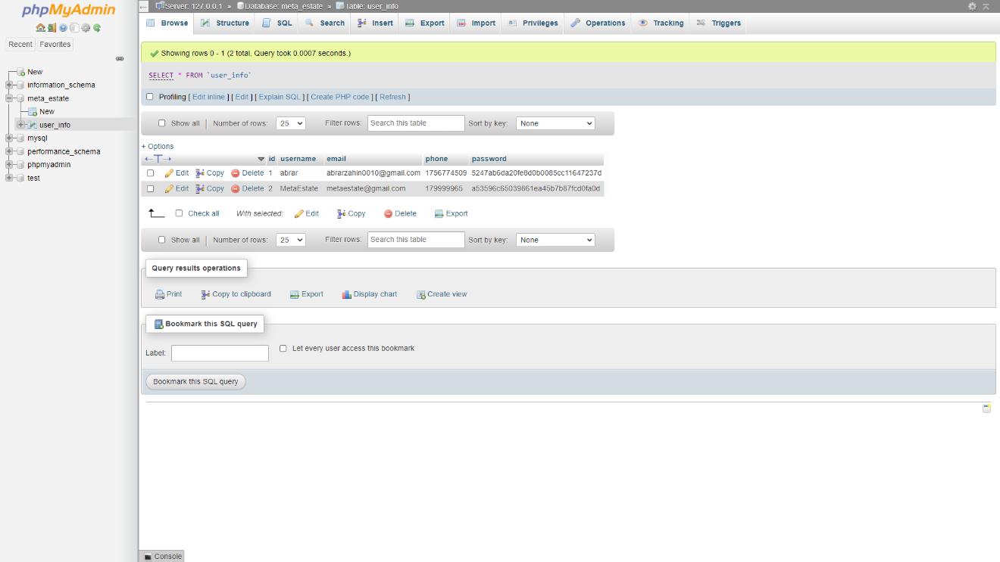 phpMyAdmin
Recent Favorites
New
information_schema
meta_estate
New
user_info
mysql
performance_schema
phpmyadmin
test
Server: 127.0.0.1 » Database: meta_estate » Table: user_info
Browse Structure SQL Search Insert Export Import Privileges Operations Tracking Triggers
Showing rows 0 - 1 (2 total, Query took 0.0007 seconds.)
SELECT * FROM `user_info`
Profiling [ Edit inline ] [ Edit ] [ Explain SQL ] [ Create PHP code ] [ Refresh ]
Show all | Number of rows: 25 Filter rows: Search this table Sort by key: None
+ Options
←T→ id username email phone password
Edit Copy Delete 1 abrar abrarzahin0010@gmail.com 1756774509 5247ab6da20fe8d0b0085cc11647237d
Edit Copy Delete 2 MetaEstate metaestate@gmail.com 179999965 a53596c65039861ea45b7b87fcd0fa0d
Check all With selected: Edit Copy Delete Export
Show all | Number of rows: 25 Filter rows: Search this table Sort by key: None
Query results operations
Print Copy to clipboard Export Display chart Create view
Bookmark this SQL query
Label: Let every user access this bookmark
Bookmark this SQL query
Console